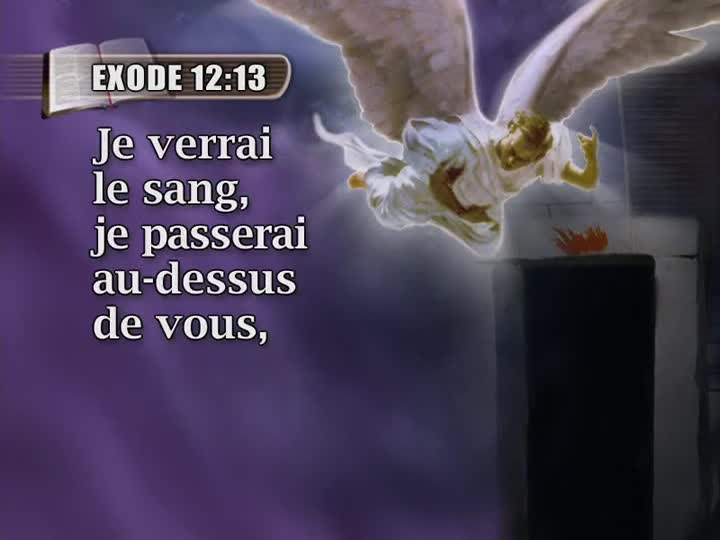 EXODE 12:13
Je verrai
le sang,
je passerai
au-dessus
de vous,